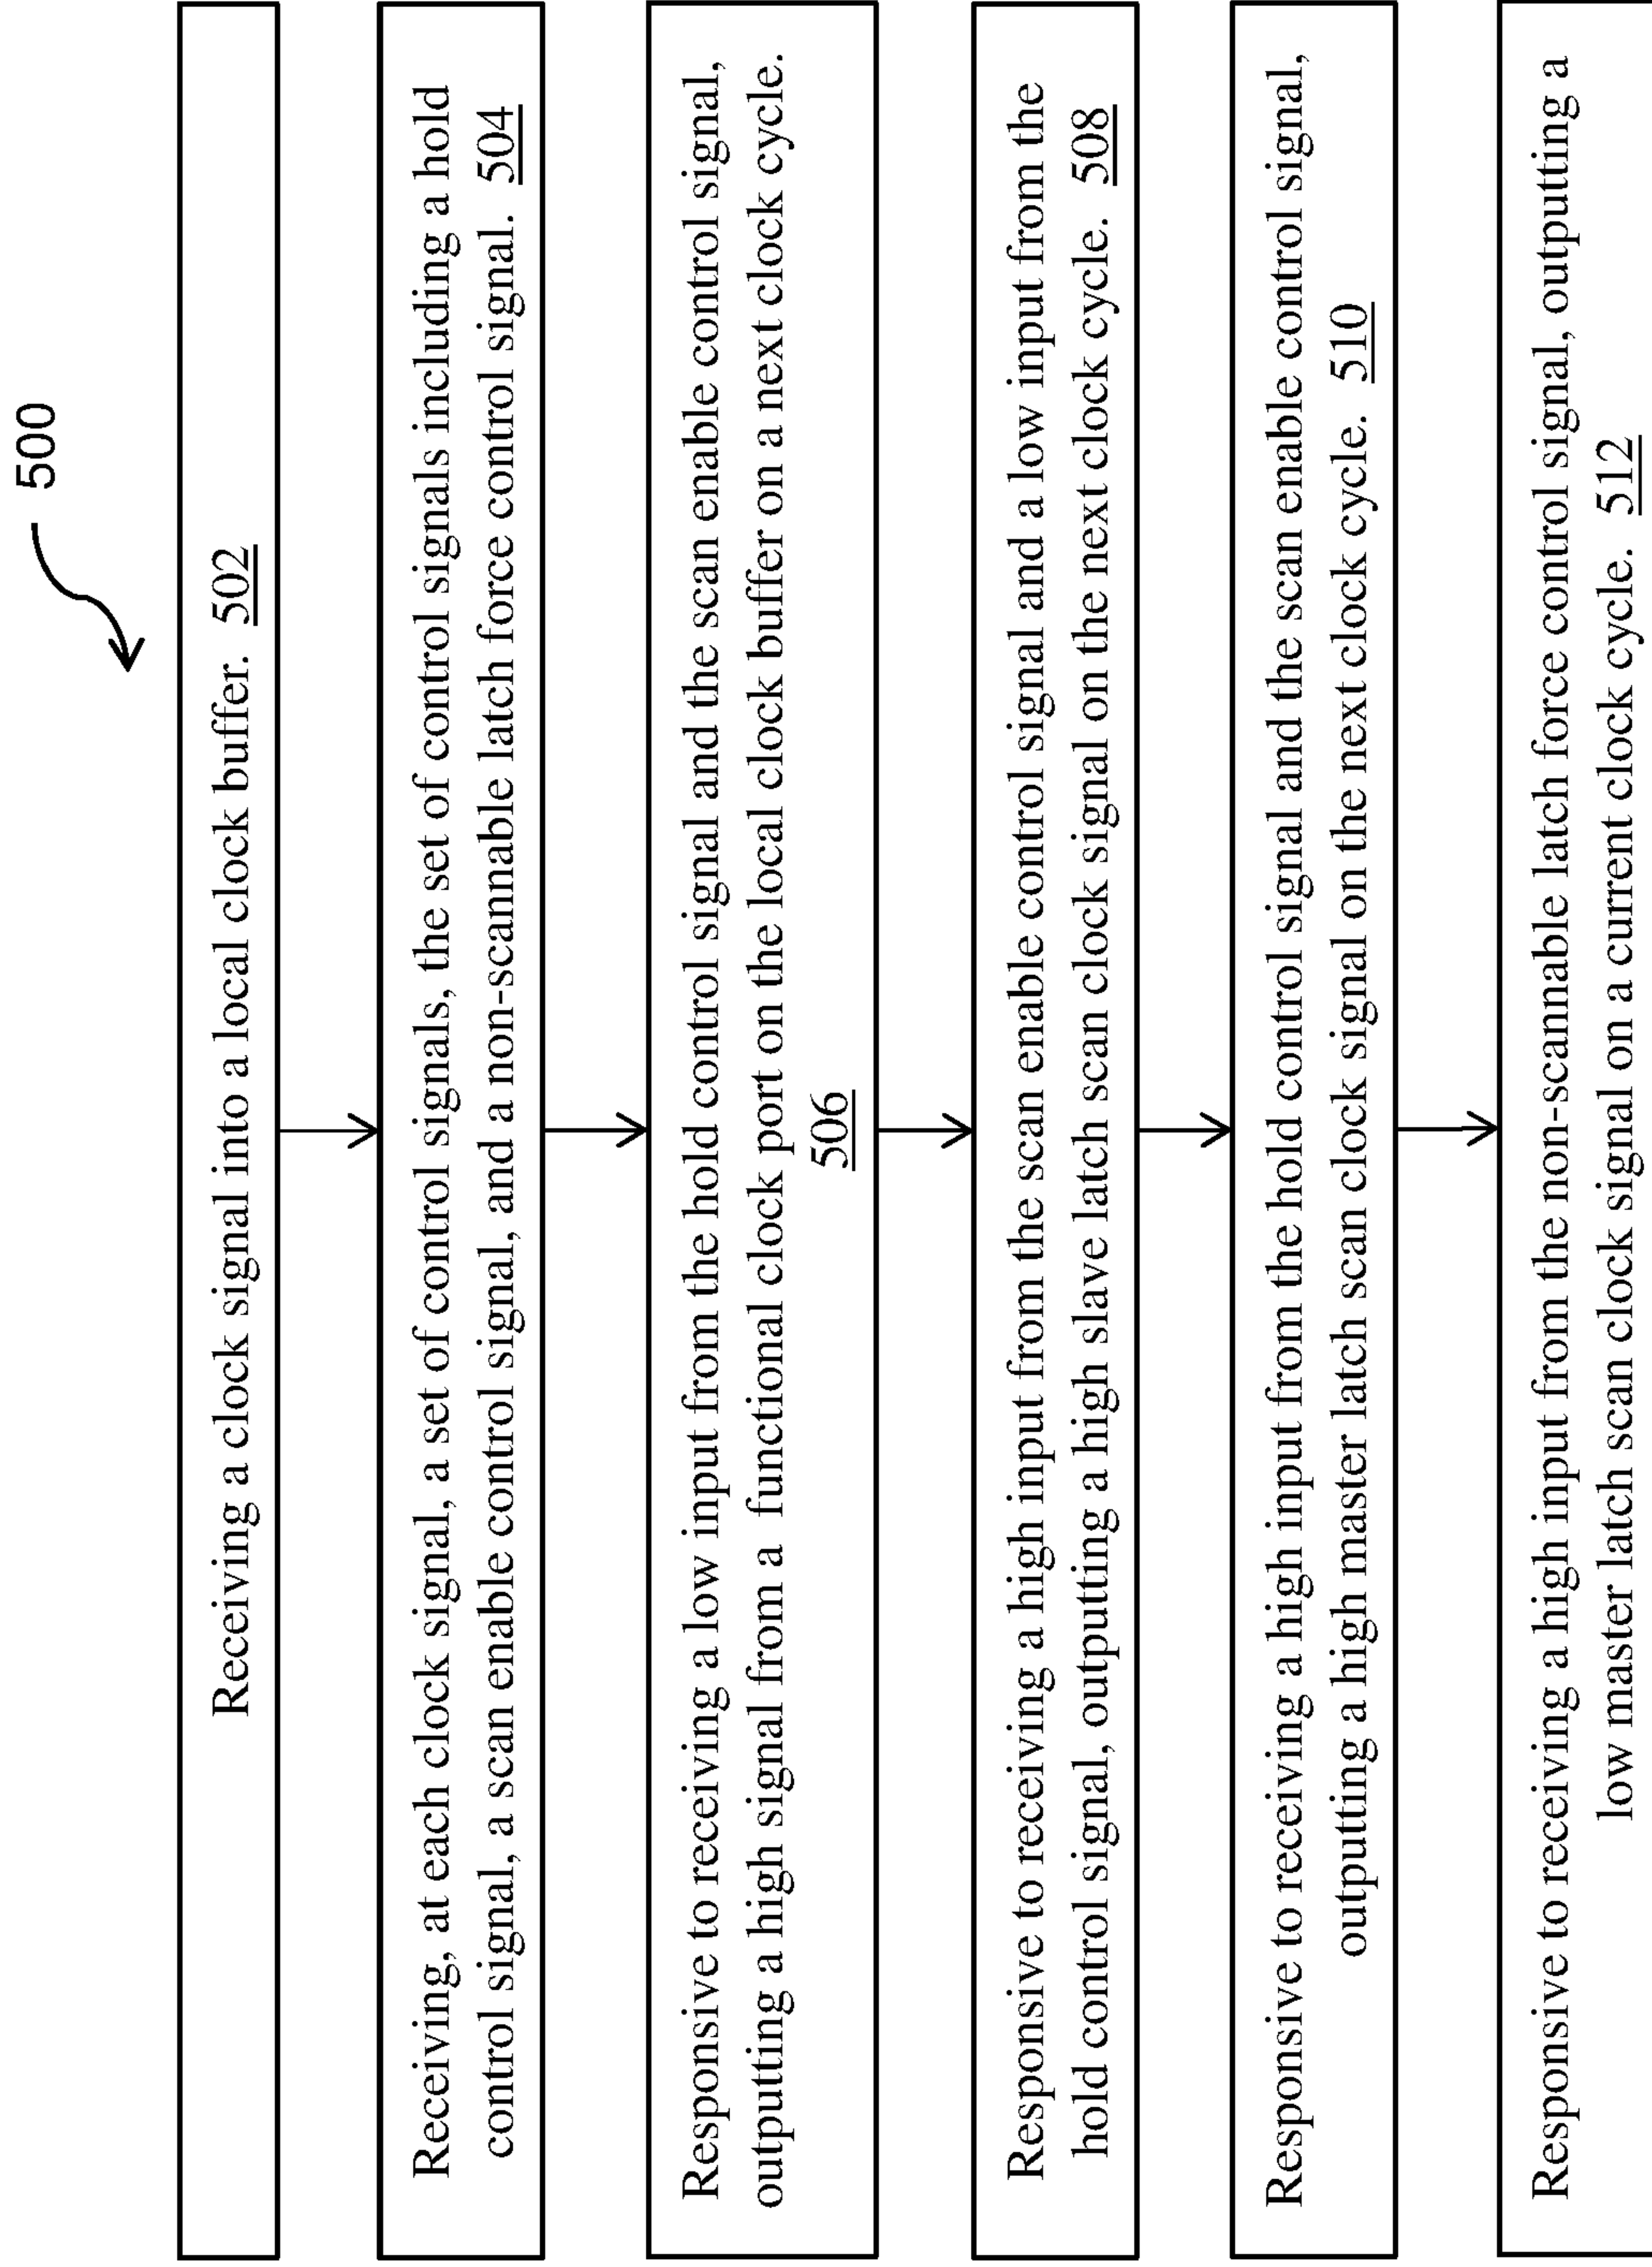 500
Receiving a clock signal into a local clock buffer. 502
Receiving, at each clock signal, a set of control signals, the set of control signals including a hold
control signal, a scan enable control signal, and a non-scannable latch force control signal. 504
Responsive to receiving a low input from the hold control signal and the scan enable control signal,
outputing a high signal from a functional clock port on the local clock buffer on a next clock cycle.
506
Responsive to receiving a high input from the scan enable control signal and a low input from the
hold control signal, outputing a high slave latch scan clock signal on the next clock cycle. 508
Responsive to receiving a high input from the hold control signal and the scan enable control signal,
outputing a high master latch scan clock signal on the next clock cycle. 510
Responsive to receiving a high input from the non-scannable latch force control signal, outputting a
low master latch scan clock signal on a current clock cycle. 512